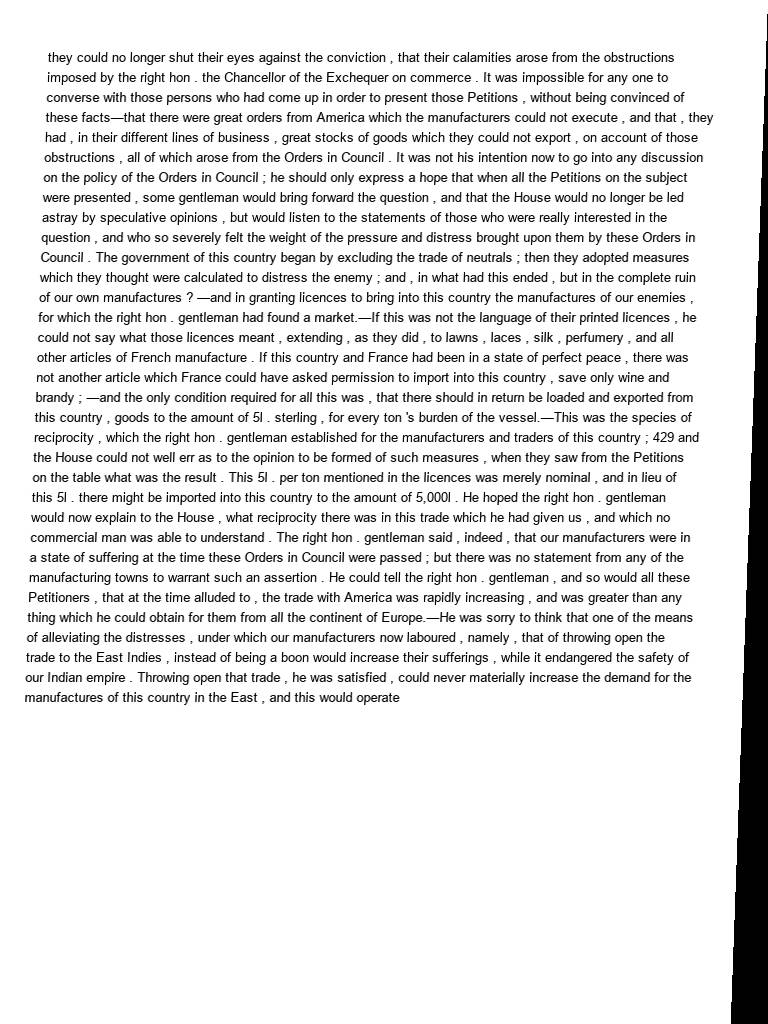 they could no longer shut their eyes against the conviction , that their calamities arose from the obstructions
imposed by the right hon . the Chancellor of the Exchequer on commerce . It was impossible for any one to
converse with those persons who had come up in order to present those Petitions , without being convinced of
these facts—that there were great orders from America which the manufacturers could not execute , and that , they
had , in their different lines of business , great stocks of goods which they could not export , on account of those
obstructions , all of which arose from the Orders in Council . It was not his intention now to go into any discussion
on the policy of the Orders in Council ; he should only express a hope that when all the Petitions on the subject
were presented , some gentleman would bring forward the question , and that the House would no longer be led
astray by speculative opinions , but would listen to the statements of those who were really interested in the
question , and who so severely felt the weight of the pressure and distress brought upon them by these Orders in
Council . The government of this country began by excluding the trade of neutrals ; then they adopted measures
which they thought were calculated to distress the enemy ; and , in what had this ended , but in the complete ruin
of our own manufactures ? —and in granting licences to bring into this country the manufactures of our enemies ,
for which the right hon . gentleman had found a market.—If this was not the language of their printed licences , he
could not say what those licences meant , extending , as they did , to lawns , laces , silk , perfumery , and all
other articles of French manufacture . If this country and France had been in a state of perfect peace , there was
not another article which France could have asked permission to import into this country , save only wine and
brandy ; —and the only condition required for all this was , that there should in return be loaded and exported from
this country , goods to the amount of 5l . sterling , for every ton 's burden of the vessel.—This was the species of
reciprocity , which the right hon . gentleman established for the manufacturers and traders of this country ; 429 and
the House could not well err as to the opinion to be formed of such measures , when they saw from the Petitions
on the table what was the result . This 5l . per ton mentioned in the licences was merely nominal , and in lieu of
this 5l . there might be imported into this country to the amount of 5,000l . He hoped the right hon . gentleman
would now explain to the House , what reciprocity there was in this trade which he had given us , and which no
commercial man was able to understand . The right hon . gentleman said , indeed , that our manufacturers were in
a state of suffering at the time these Orders in Council were passed ; but there was no statement from any of the
manufacturing towns to warrant such an assertion . He could tell the right hon . gentleman , and so would all these
Petitioners , that at the time alluded to , the trade with America was rapidly increasing , and was greater than any
thing which he could obtain for them from all the continent of Europe.—He was sorry to think that one of the means
of alleviating the distresses , under which our manufacturers now laboured , namely , that of throwing open the
trade to the East Indies , instead of being a boon would increase their sufferings , while it endangered the safety of
our Indian empire . Throwing open that trade , he was satisfied , could never materially increase the demand for the
manufactures of this country in the East , and this would operate